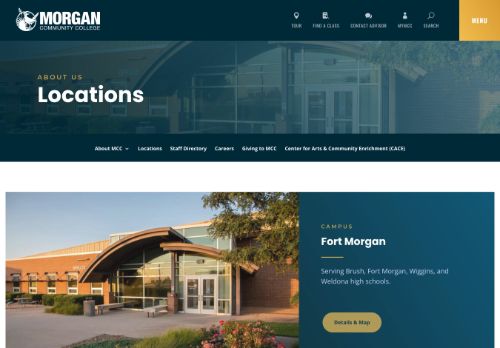 MORGAN
COMMUNITY COLLEGE
TOUR
FIND A CLASS
CONTACT ADVISOR
MYMCC
SEARCH
MENU
ABOUT US
Locations
About MCC
Locations
Staff Directory
Careers
Giving to MCC
Center for Arts & Community Enrichment (CACE)
CAMPUS
Fort Morgan
Serving Brush, Fort Morgan, Wiggins, and
Weldona high schools.
Details & Map